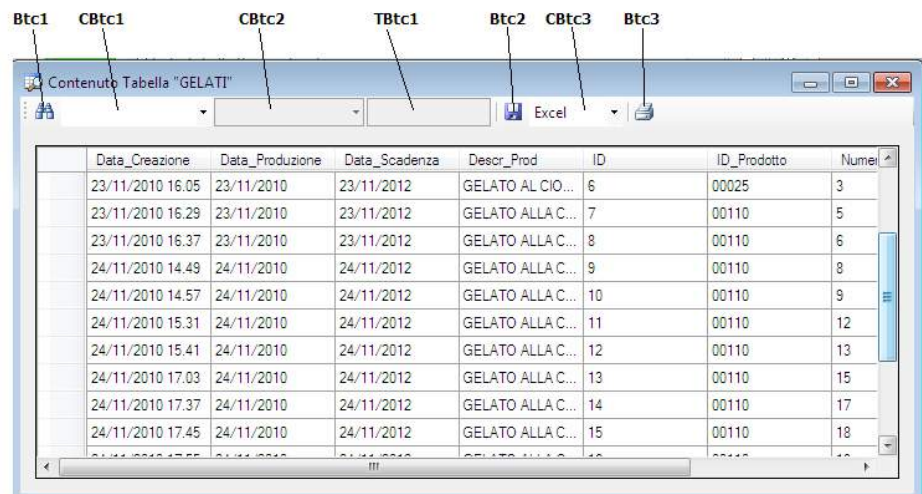 Btc1 CBtc1 CBtc2 TBtc1 Btc2 CBtc3 Btc3
Contenuto Tabella "GELATI"
Excel
Data_Creazione Data_Produzione Data_Scadenza Descr_Prod ID ID_Prodotto Numer
23/11/2010 16.05 23/11/2010 23/11/2012 GELATO AL CIO... 6 00025 3
23/11/2010 16.29 23/11/2010 23/11/2012 GELATO ALLA C... 7 00110 5
23/11/2010 16.37 23/11/2010 23/11/2012 GELATO ALLA C... 8 00110 6
24/11/2010 14.49 24/11/2010 24/11/2012 GELATO ALLA C... 9 00110 8
24/11/2010 14.57 24/11/2010 24/11/2012 GELATO ALLA C... 10 00110 9
24/11/2010 15.31 24/11/2010 24/11/2012 GELATO ALLA C... 11 00110 12
24/11/2010 15.41 24/11/2010 24/11/2012 GELATO ALLA C... 12 00110 13
24/11/2010 17.03 24/11/2010 24/11/2012 GELATO ALLA C... 13 00110 15
24/11/2010 17.37 24/11/2010 24/11/2012 GELATO ALLA C... 14 00110 17
24/11/2010 17.45 24/11/2010 24/11/2012 GELATO ALLA C... 15 00110 18